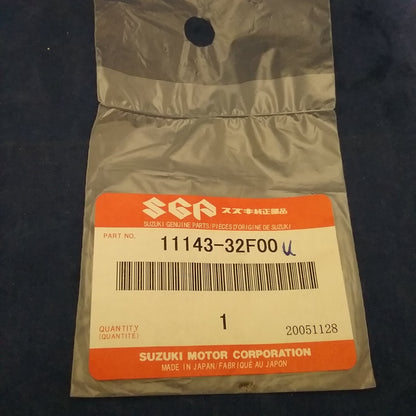 SGP スズキ純正部品
SUZUKI GENUINE PARTS/PIÈCES D'ORIGINE DE SUZUKI
PART NO. 11143-32F00 u
QUANTITY 1 20051128
(QUANTITÉ)
SUZUKI MOTOR CORPORATION
MADE IN JAPAN/FABRIQUÉ AU JAPON